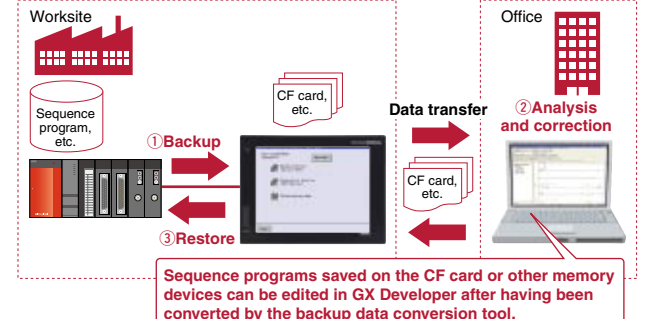 Worksite
Office
Sequence
program,
etc.
CF card,
etc.
①Backup
Data transfer
②Analysis
and correction
CF card,
etc.
③Restore
Sequence programs saved on the CF card or other memory
devices can be edited in GX Developer after having been
converted by the backup data conversion tool.